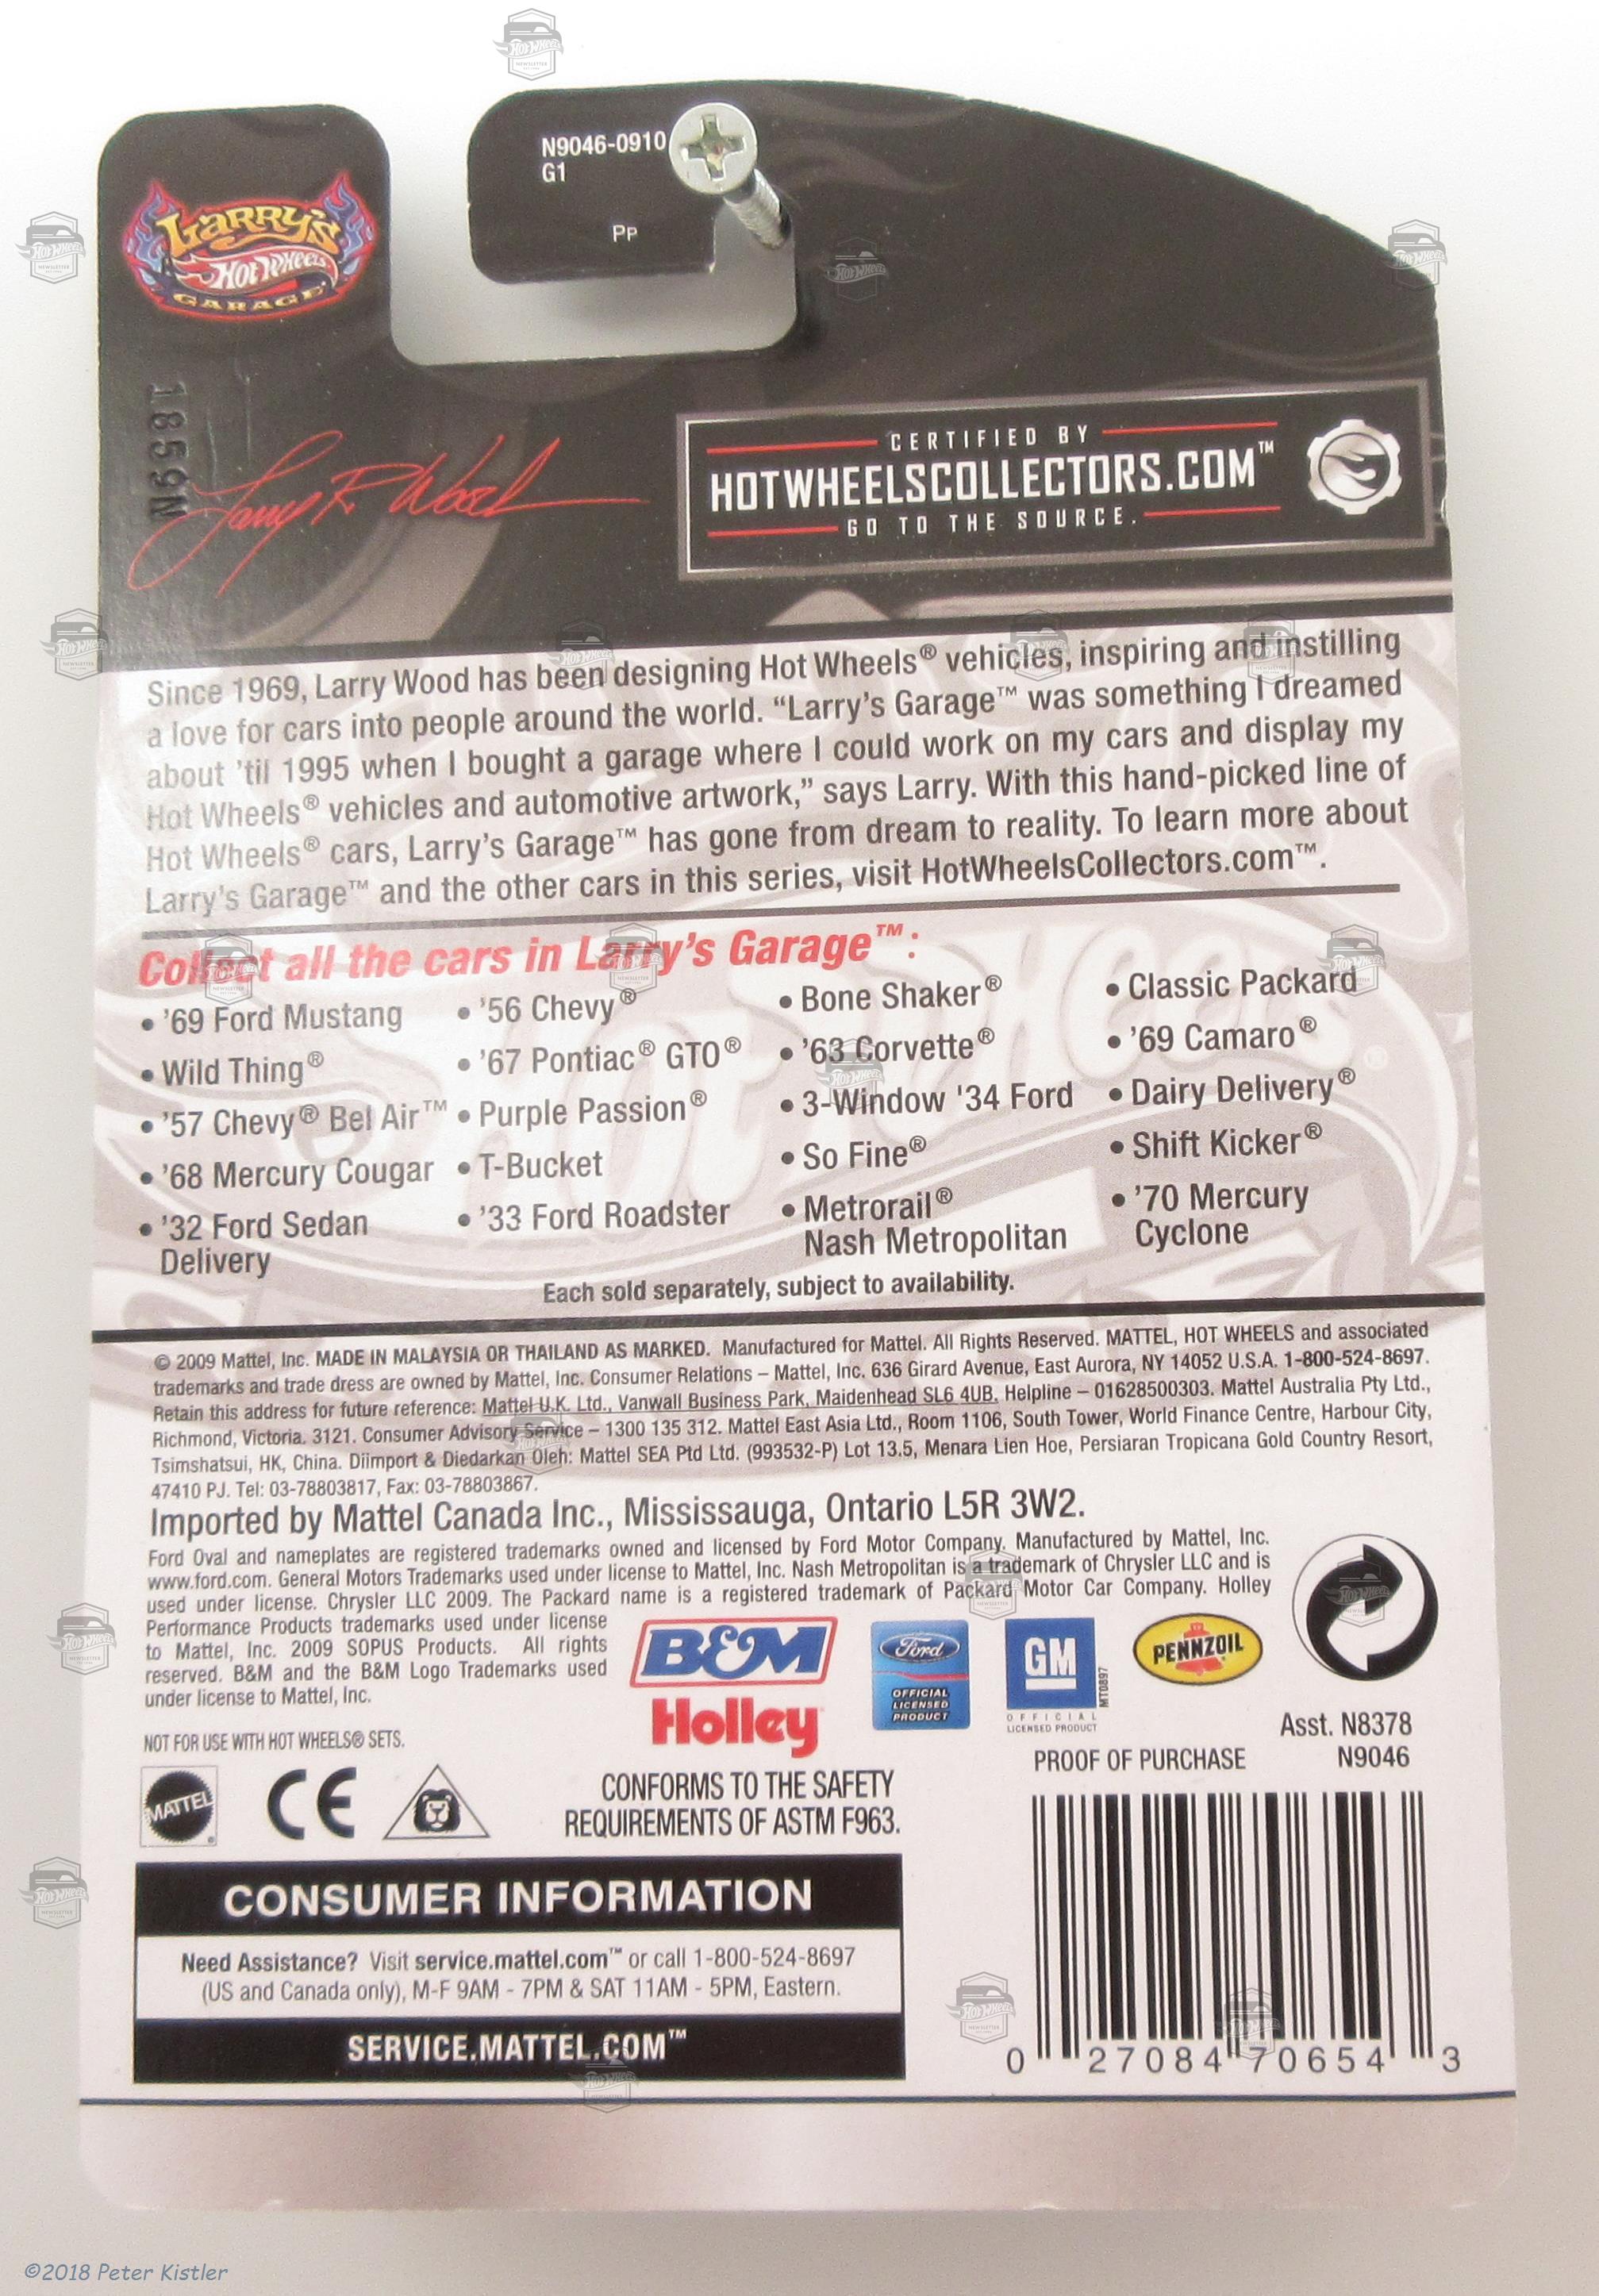 N9046-0910
G1
PP
LARRY'S
Hot Wheels
GARAGE
1859N
Larry R Wood
CERTIFIED BY
HOTWHEELSCOLLECTORS.COM™
GO TO THE SOURCE.
Since 1969, Larry Wood has been designing Hot Wheels® vehicles, inspiring and instilling
a love for cars into people around the world. “Larry's Garage™ was something I dreamed
about 'til 1995 when I bought a garage where I could work on my cars and display my
Hot Wheels® vehicles and automotive artwork,” says Larry. With this hand-picked line of
Hot Wheels® cars, Larry's Garage™ has gone from dream to reality. To learn more about
Larry's Garage™ and the other cars in this series, visit HotWheelsCollectors.com™.
Collect all the cars in Larry's Garage™:
• '69 Ford Mustang
• Wild Thing®
• '57 Chevy® Bel Air™
• '68 Mercury Cougar
• '32 Ford Sedan
Delivery
• '56 Chevy®
• '67 Pontiac® GTO®
• Purple Passion®
• T-Bucket
• '33 Ford Roadster
• Bone Shaker®
• '63 Corvette®
• 3-Window '34 Ford
• So Fine®
• Metrorail®
Nash Metropolitan
• Classic Packard
• '69 Camaro®
• Dairy Delivery®
• Shift Kicker®
• '70 Mercury
Cyclone
Each sold separately, subject to availability.
© 2009 Mattel, Inc. MADE IN MALAYSIA OR THAILAND AS MARKED. Manufactured for Mattel. All Rights Reserved. MATTEL, HOT WHEELS and associated
trademarks and trade dress are owned by Mattel, Inc. Consumer Relations – Mattel, Inc. 636 Girard Avenue, East Aurora, NY 14052 U.S.A. 1-800-524-8697.
Retain this address for future reference: Mattel U.K. Ltd., Vanwall Business Park, Maidenhead SL6 4UB. Helpline – 01628500303. Mattel Australia Pty Ltd.,
Richmond, Victoria. 3121. Consumer Advisory Service – 1300 135 312. Mattel East Asia Ltd., Room 1106, South Tower, World Finance Centre, Harbour City,
Tsimshatsui, HK, China. Diimport & Diedarkan Oleh: Mattel SEA Ptd Ltd. (993532-P) Lot 13.5, Menara Lien Hoe, Persiaran Tropicana Gold Country Resort,
47410 PJ. Tel: 03-78803817, Fax: 03-78803867.
Imported by Mattel Canada Inc., Mississauga, Ontario L5R 3W2.
Ford Oval and nameplates are registered trademarks owned and licensed by Ford Motor Company. Manufactured by Mattel, Inc.
www.ford.com. General Motors Trademarks used under license to Mattel, Inc. Nash Metropolitan is a trademark of Chrysler LLC and is
used under license. Chrysler LLC 2009. The Packard name is a registered trademark of Packard Motor Car Company. Holley
Performance Products trademarks used under license
to Mattel, Inc. 2009 SOPUS Products. All rights
reserved. B&M and the B&M Logo Trademarks used
under license to Mattel, Inc.
B&M
Holley
Ford
OFFICIAL
LICENSED
PRODUCT
GM
MT0897
OFFICIAL
LICENSED PRODUCT
PENNZOIL
NOT FOR USE WITH HOT WHEELS® SETS.
MATTEL
CE
CONFORMS TO THE SAFETY
REQUIREMENTS OF ASTM F963.
Asst. N8378
PROOF OF PURCHASE N9046
CONSUMER INFORMATION
Need Assistance? Visit service.mattel.com™ or call 1-800-524-8697
(US and Canada only), M-F 9AM - 7PM & SAT 11AM - 5PM, Eastern.
SERVICE.MATTEL.COM™
0 27084 70654 3
©2018 Peter Kistler